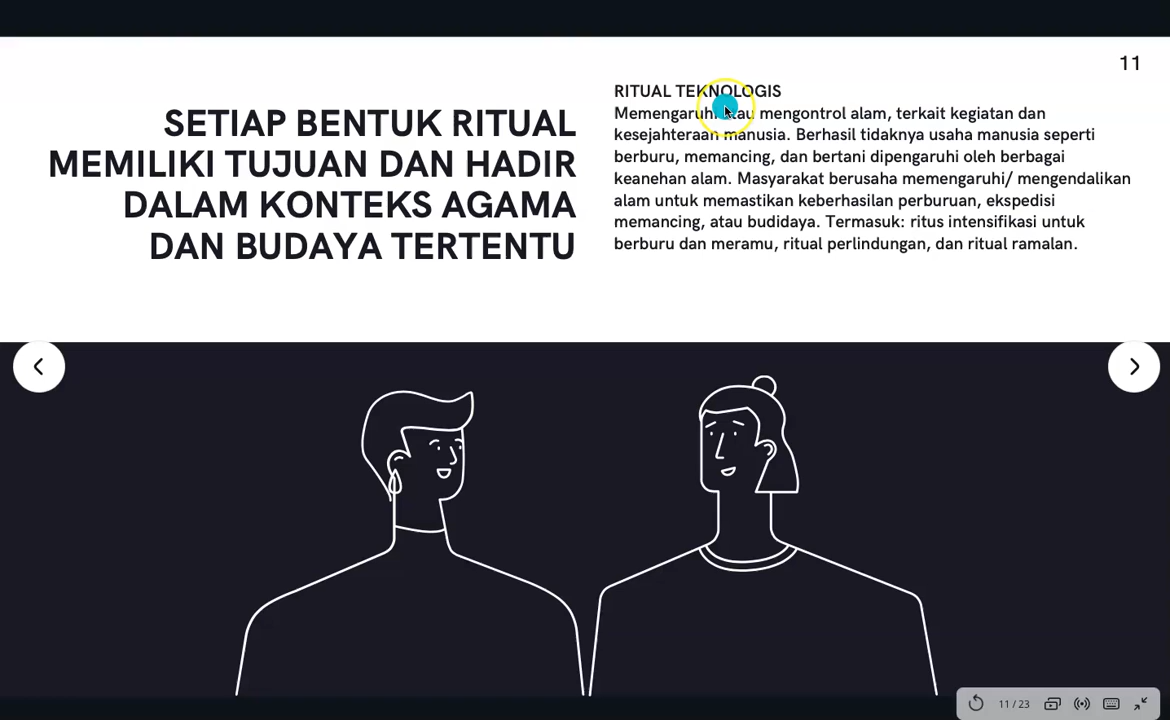 11
SETIAP BENTUK RITUAL
MEMILIKI TUJUAN DAN HADIR
DALAM KONTEKS AGAMA
DAN BUDAYA TERTENTU
RITUAL TEKNOLOGIS
Memengaruhi atau mengontrol alam, terkait kegiatan dan
kesejahteraan manusia. Berhasil tidaknya usaha manusia seperti
berburu, memancing, dan bertani dipengaruhi oleh berbagai
keanehan alam. Masyarakat berusaha memengaruhi/ mengendalikan
alam untuk memastikan keberhasilan perburuan, ekspedisi
memancing, atau budidaya. Termasuk: ritus intensifikasi untuk
berburu dan meramu, ritual perlindungan, dan ritual ramalan.
11 / 23